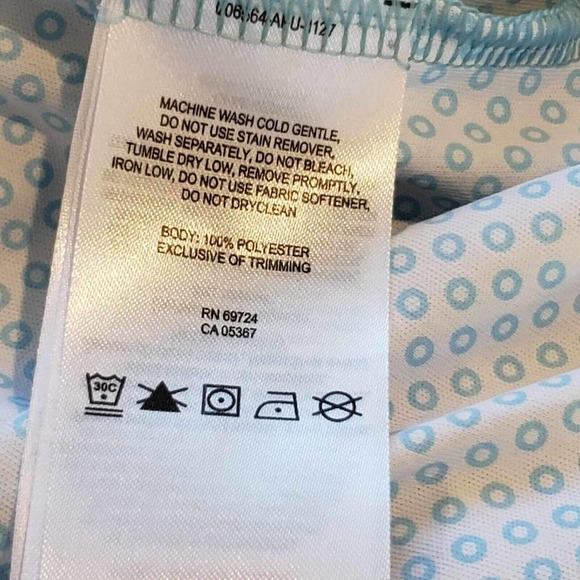 MACHINE WASH COLD GENTLE,
DO NOT USE STAIN REMOVER,
WASH SEPARATELY, DO NOT BLEACH,
TUMBLE DRY LOW, REMOVE PROMPTLY,
IRON LOW, DO NOT USE FABRIC SOFTENER,
DO NOT DRYCLEAN
BODY: 100% POLYESTER
EXCLUSIVE OF TRIMMING
RN 69724
CA 05367
30C